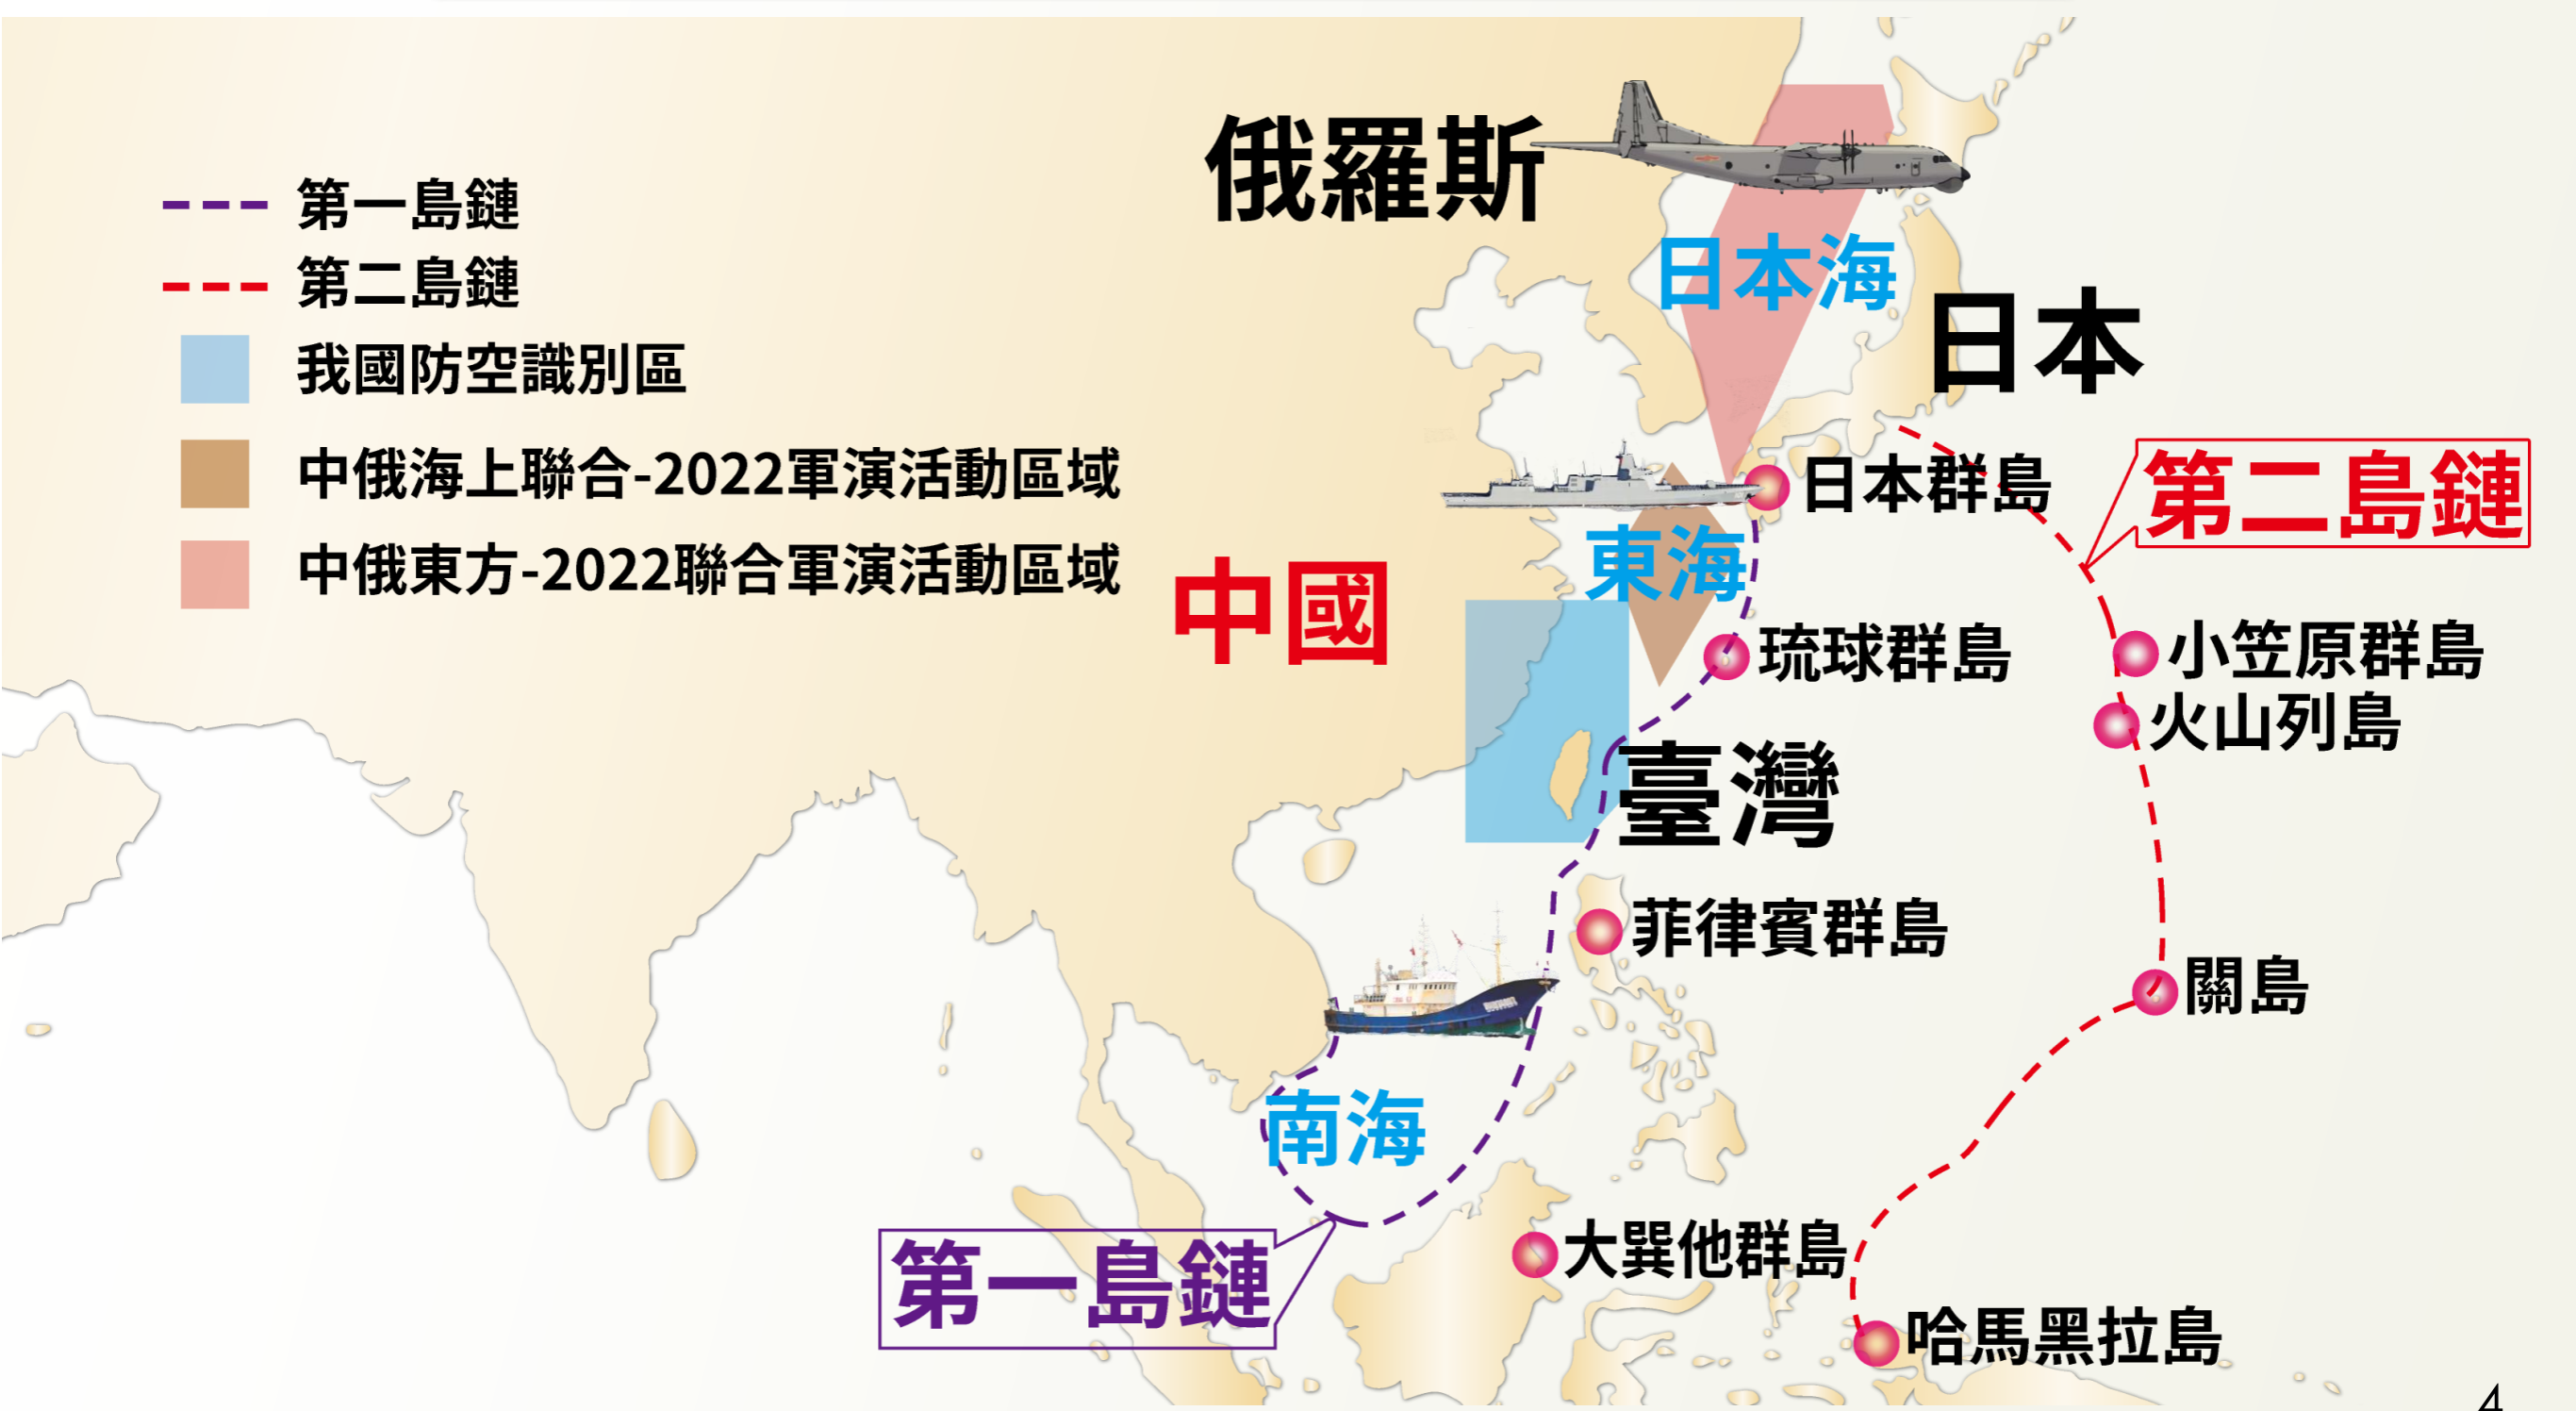 俄羅斯
第一島鏈
第二島鏈
我國防空識別區
中俄海上聯合-2022軍演活動區域
中俄東方-2022聯合軍演活動區域
日本海
日本
日本群島
第二島鏈
東海
中國
琉球群島
小笠原群島
火山列島
臺灣
菲律賓群島
關島
南海
第一島鏈
大巽他群島
哈馬黑拉島
4